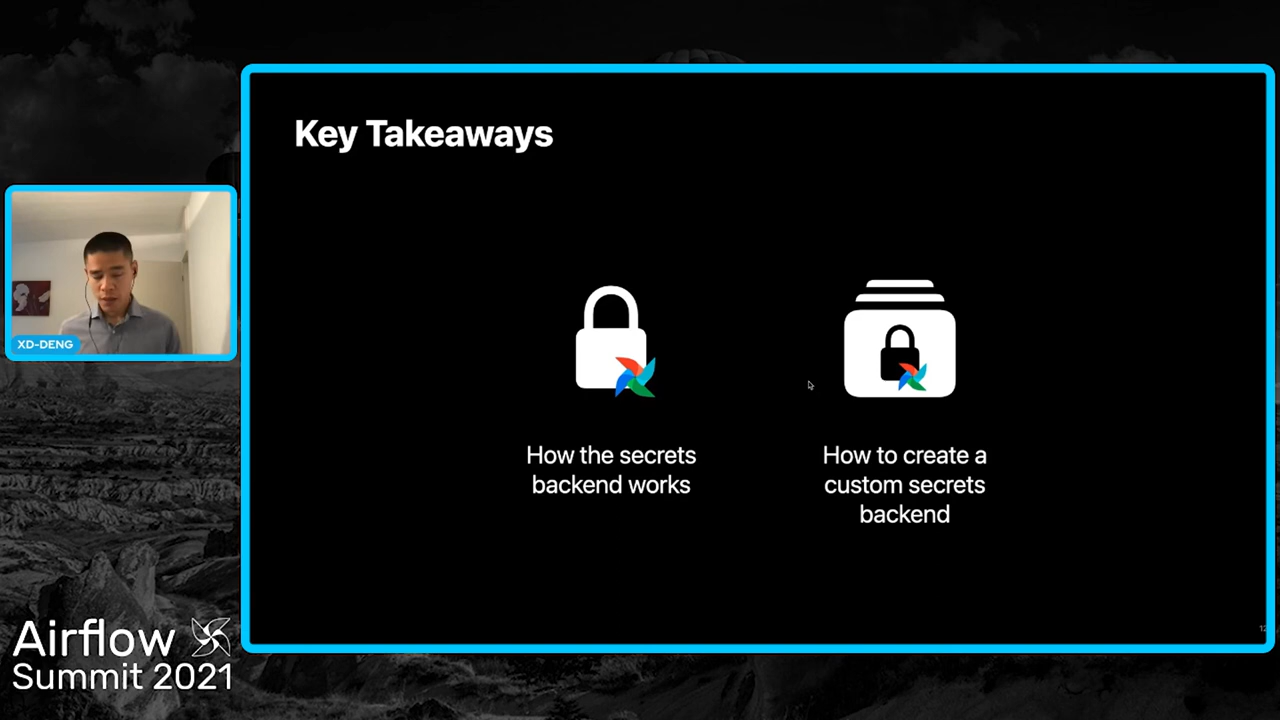 Key Takeaways
How the secrets
backend works
How to create a
custom secrets
backend
XD-DENG
Airflow
Summit 2021